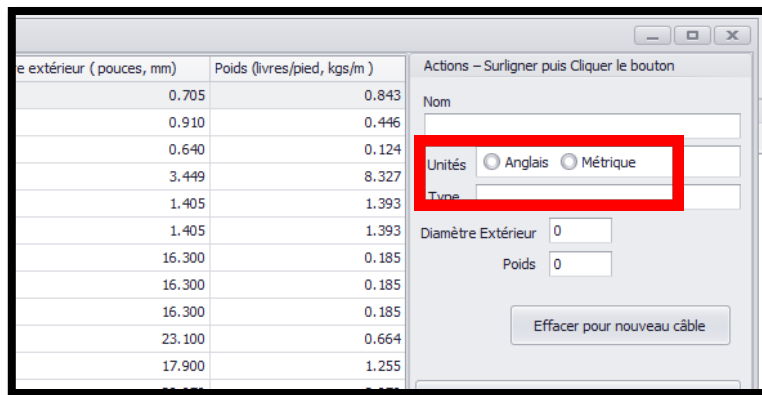 re extérieur ( pouces, mm) Poids (livres/pied, kgs/m ) Actions – Surligner puis Cliquer le bouton
0.705 0.843
Nom
0.910 0.446
0.640 0.124
Unités Anglais Métrique
3.449 8.327
Type
1.405 1.393
1.405 1.393
Diamètre Extérieur 0
16.300 0.185
Poids 0
16.300 0.185
16.300 0.185
Effacer pour nouveau câble
23.100 0.664
17.900 1.255